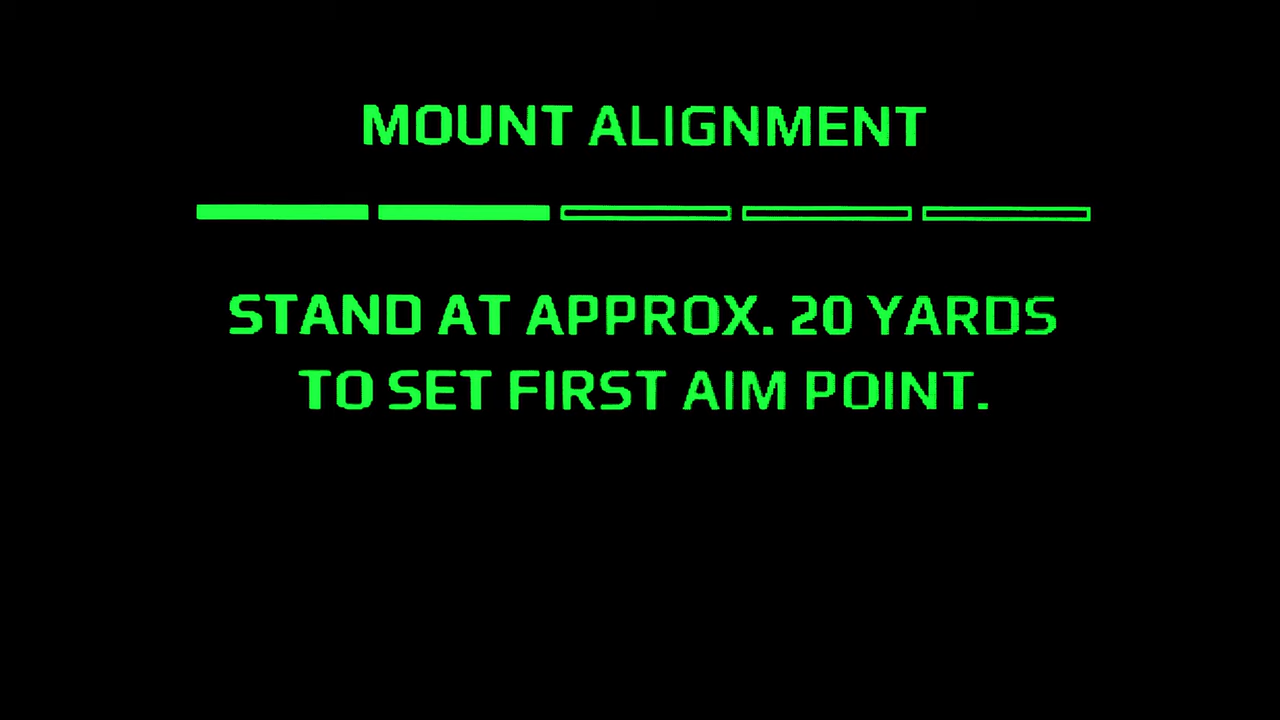 MOUNT ALIGNMENT
STAND AT APPROX. 20 YARDS
TO SET FIRST AIM POINT.